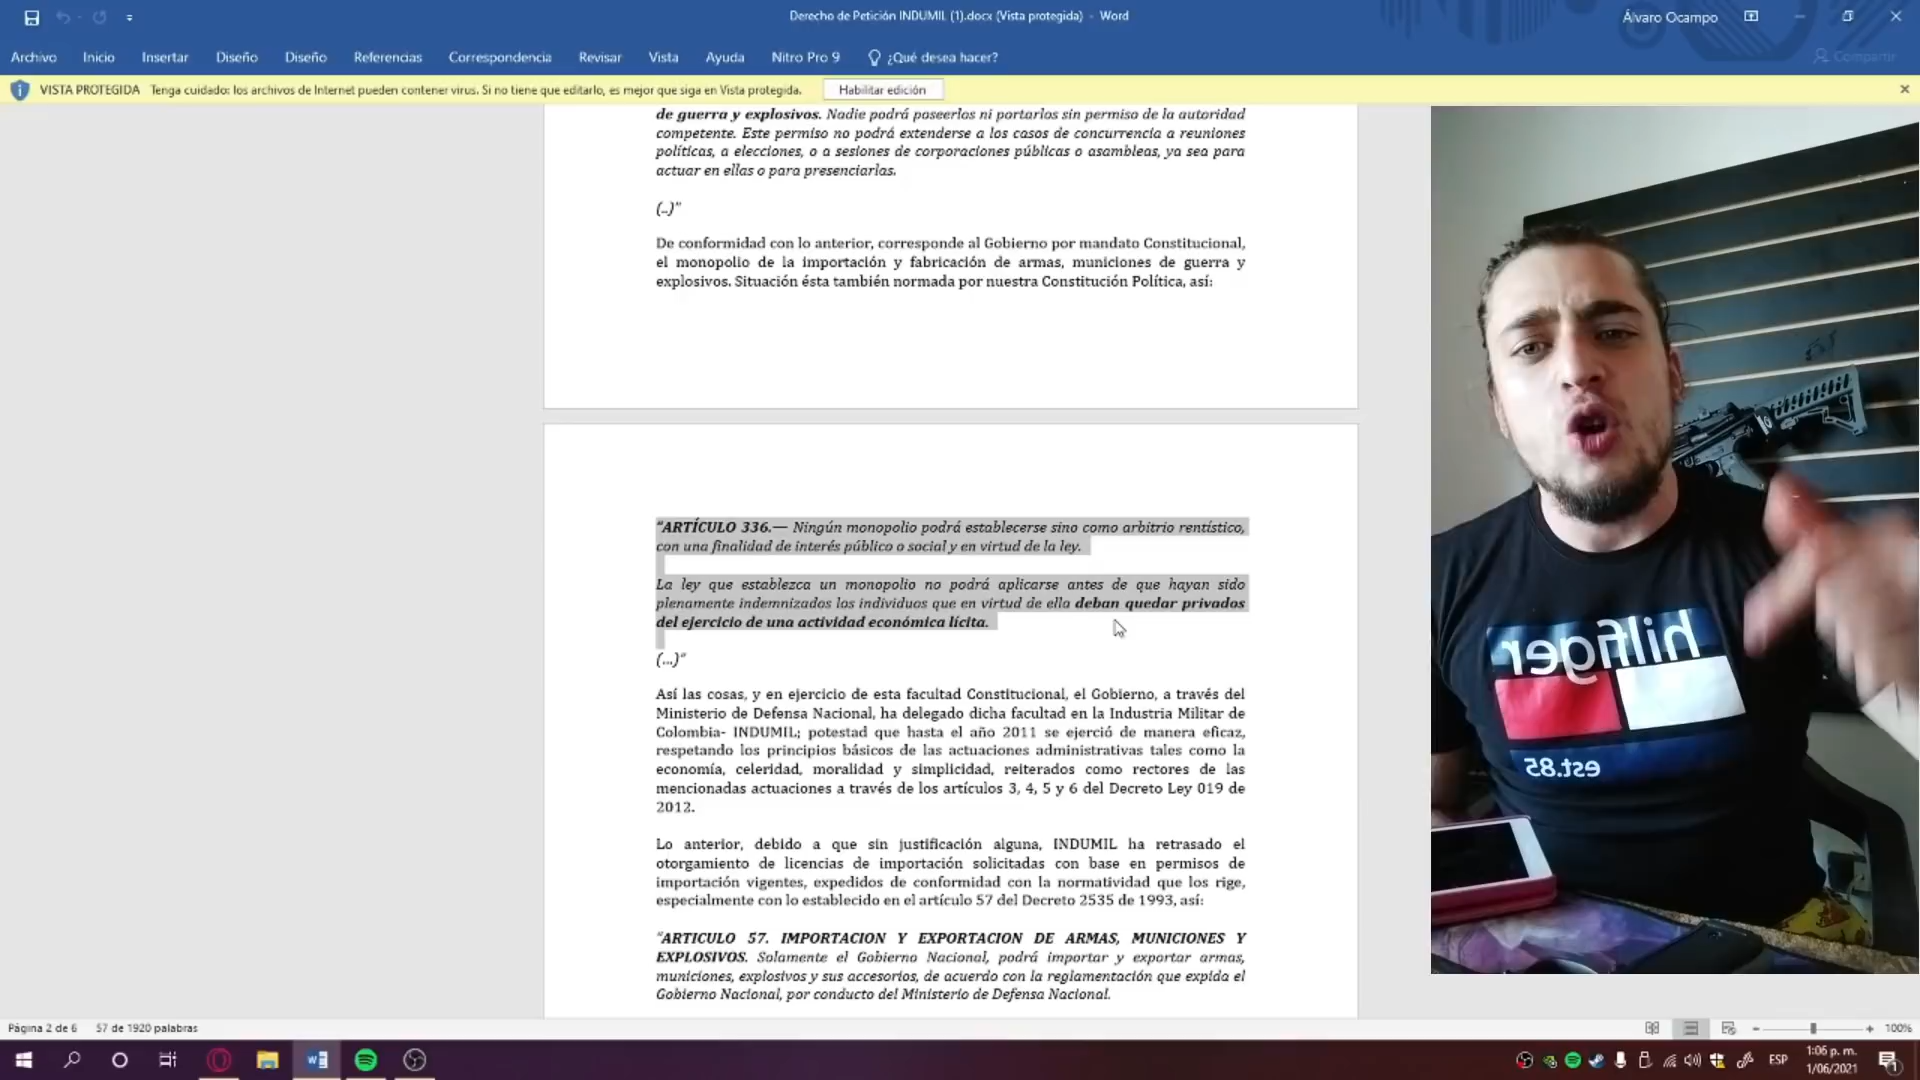 Derecho de Petición INDUMIL (1).docx (Vista protegida) - Word
Álvaro Ocampo
Archivo Inicio Insertar Diseño Diseño Referencias Correspondencia Revisar Vista Ayuda Nitro Pro 9 ¿Qué desea hacer? Compartir
VISTA PROTEGIDA Tenga cuidado: los archivos de Internet pueden contener virus. Si no tiene que editarlo, es mejor que siga en Vista protegida. Habilitar edición
de guerra y explosivos. Nadie podrá poseerlos ni portarlos sin permiso de la autoridad
competente. Este permiso no podrá extenderse a los casos de concurrencia a reuniones
políticas, a elecciones, o a sesiones de corporaciones públicas o asambleas, ya sea para
actuar en ellas o para presenciarlas.
(..)"
De conformidad con lo anterior, corresponde al Gobierno por mandato Constitucional,
el monopolio de la importación y fabricación de armas, municiones de guerra y
explosivos. Situación ésta también normada por nuestra Constitución Política, así:
"ARTÍCULO 336.— Ningún monopolio podrá establecerse sino como arbitrio rentístico,
con una finalidad de interés público o social y en virtud de la ley.
La ley que establezca un monopolio no podrá aplicarse antes de que hayan sido
plenamente indemnizados los individuos que en virtud de ella deban quedar privados
del ejercicio de una actividad económica lícita.
(...)"
Así las cosas, y en ejercicio de esta facultad Constitucional, el Gobierno, a través del
Ministerio de Defensa Nacional, ha delegado dicha facultad en la Industria Militar de
Colombia- INDUMIL; potestad que hasta el año 2011 se ejerció de manera eficaz,
respetando los principios básicos de las actuaciones administrativas tales como la
economía, celeridad, moralidad y simplicidad, reiterados como rectores de las
mencionadas actuaciones a través de los artículos 3, 4, 5 y 6 del Decreto Ley 019 de
2012.
Lo anterior, debido a que sin justificación alguna, INDUMIL ha retrasado el
otorgamiento de licencias de importación solicitadas con base en permisos de
importación vigentes, expedidos de conformidad con la normatividad que los rige,
especialmente con lo establecido en el artículo 57 del Decreto 2535 de 1993, así:
"ARTICULO 57. IMPORTACION Y EXPORTACION DE ARMAS, MUNICIONES Y
EXPLOSIVOS. Solamente el Gobierno Nacional, podrá importar y exportar armas,
municiones, explosivos y sus accesorios, de acuerdo con la reglamentación que expida el
Gobierno Nacional, por conducto del Ministerio de Defensa Nacional.
hilfiger
est.85
Página 2 de 6 57 de 1920 palabras
100%
ESP
1:06 p. m.
1/06/2021
1